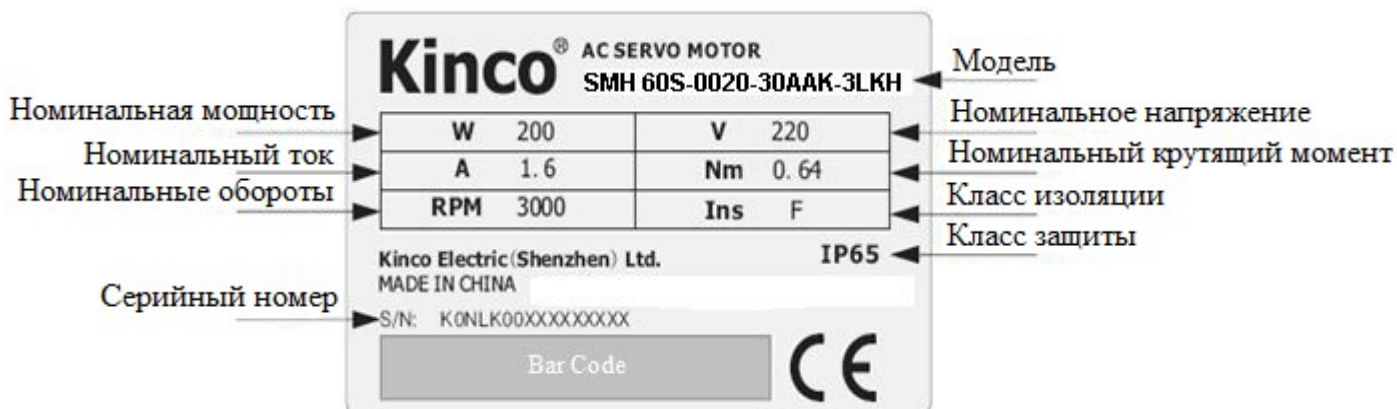 Kinco® AC SERVO MOTOR
SMH 60S-0020-30AAK-3LKH
Модель
Номинальная мощность
W 200
V 220
Номинальное напряжение
Номинальный ток
A 1.6
Nm 0.64
Номинальный крутящий момент
Номинальные обороты
RPM 3000
Ins F
Класс изоляции
Kinco Electric(Shenzhen) Ltd.
IP65
Класс защиты
MADE IN CHINA
Серийный номер
S/N: K0NLK00XXXXXXXXX
Bar Code
CE